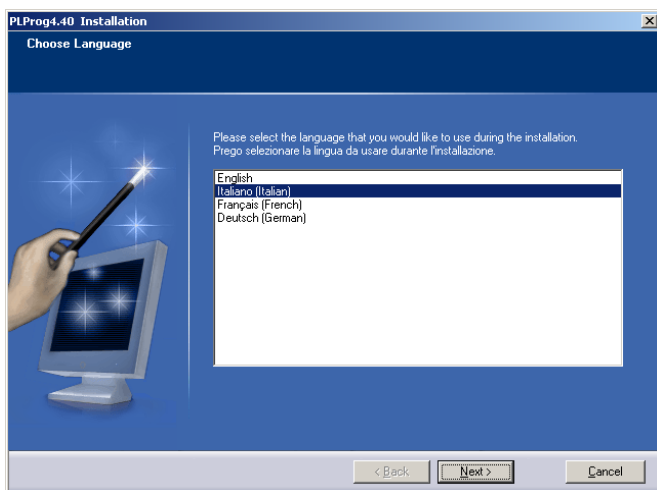 PLProg4.40 Installation
Choose Language
Please select the language that you would like to use during the installation.
Prego selezionare la lingua da usare durante l'installazione.
English
Italiano (Italian)
Français (French)
Deutsch (German)
< Back
Next >
Cancel